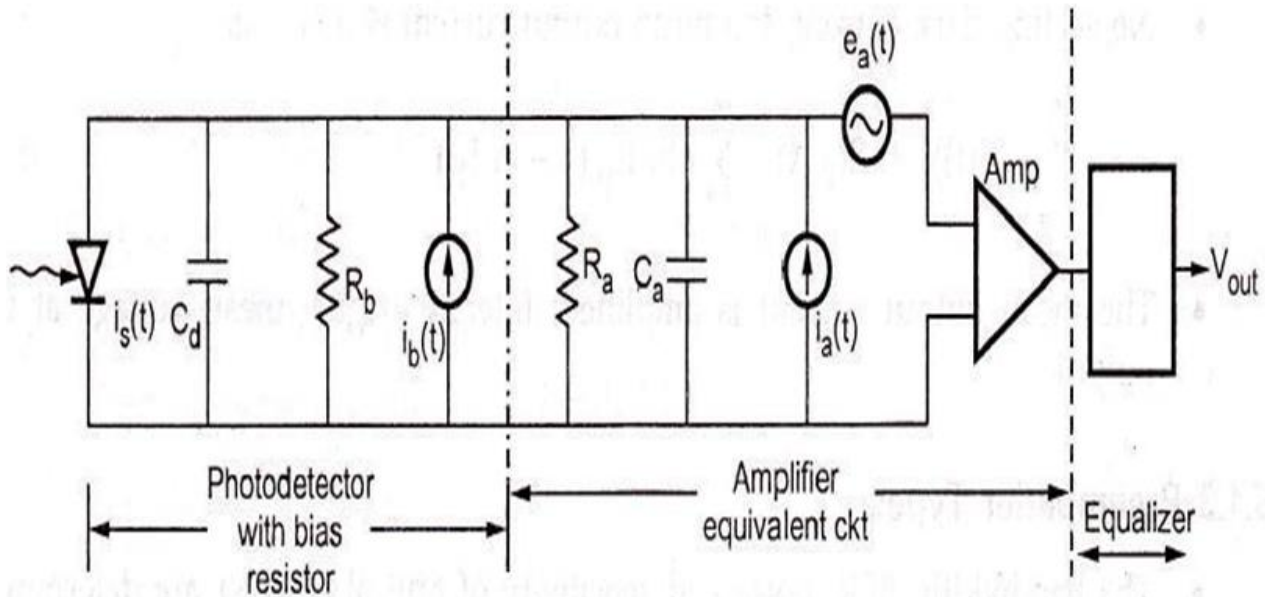 e_a(t)
Amp
i_s(t)
C_d
R_b
i_b(t)
R_a
C_a
i_a(t)
V_out
Photodetector
with bias
resistor
Amplifier
equivalent ckt
Equalizer